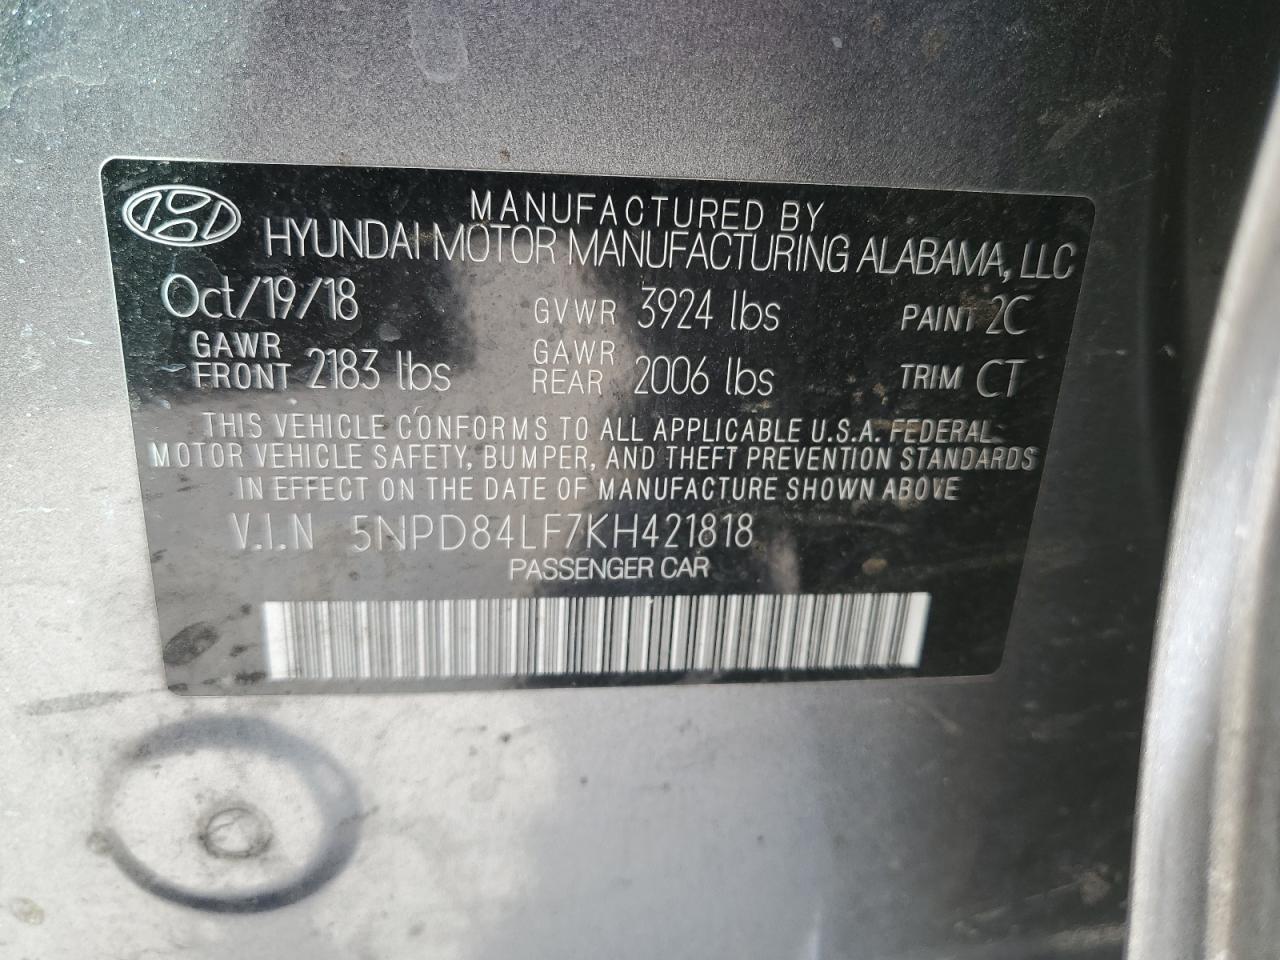 MANUFACTURED BY
HYUNDAI MOTOR MANUFACTURING ALABAMA, LLC
Oct/19/18 GVWR 3924 lbs PAINT 2C
GAWR FRONT 2183 lbs GAWR REAR 2006 lbs TRIM CT
THIS VEHICLE CONFORMS TO ALL APPLICABLE U.S.A. FEDERAL
MOTOR VEHICLE SAFETY, BUMPER, AND THEFT PREVENTION STANDARDS
IN EFFECT ON THE DATE OF MANUFACTURE SHOWN ABOVE
V.I.N 5NPD84LF7KH421818
PASSENGER CAR